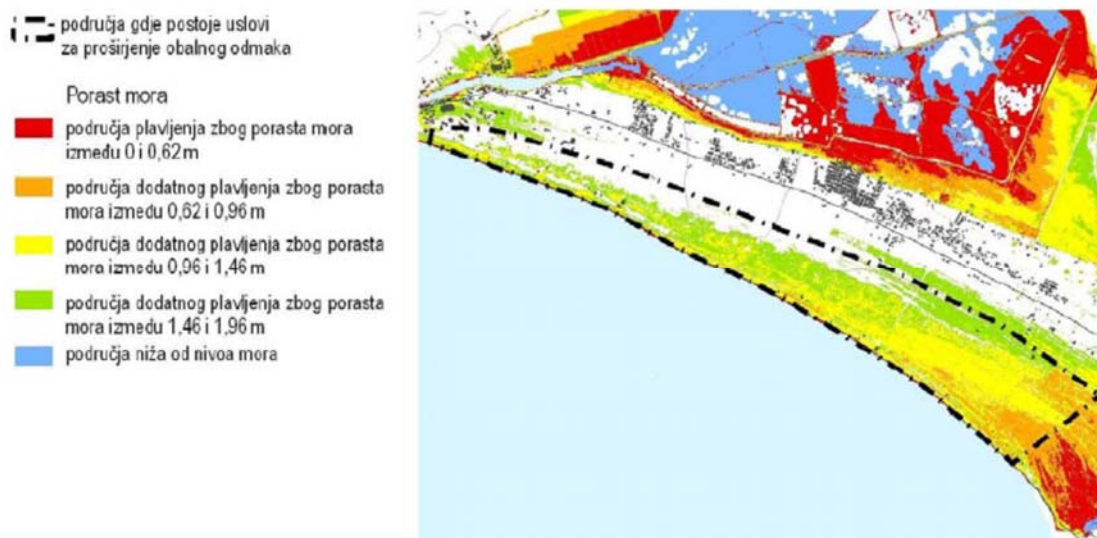 područja gdje postoje uslovi
za proširjenje obalnog odmaka
Porast mora
područja plavljenja zbog porasta mora
između 0 i 0,62 m
područja dodatnog plavljenja zbog porasta
mora između 0,62 i 0,96 m
područja dodatnog plavljenja zbog porasta
mora između 0,96 i 1,46 m
područja dodatnog plavljenja zbog porasta
mora između 1,46 i 1,96 m
područja niža od nivoa mora